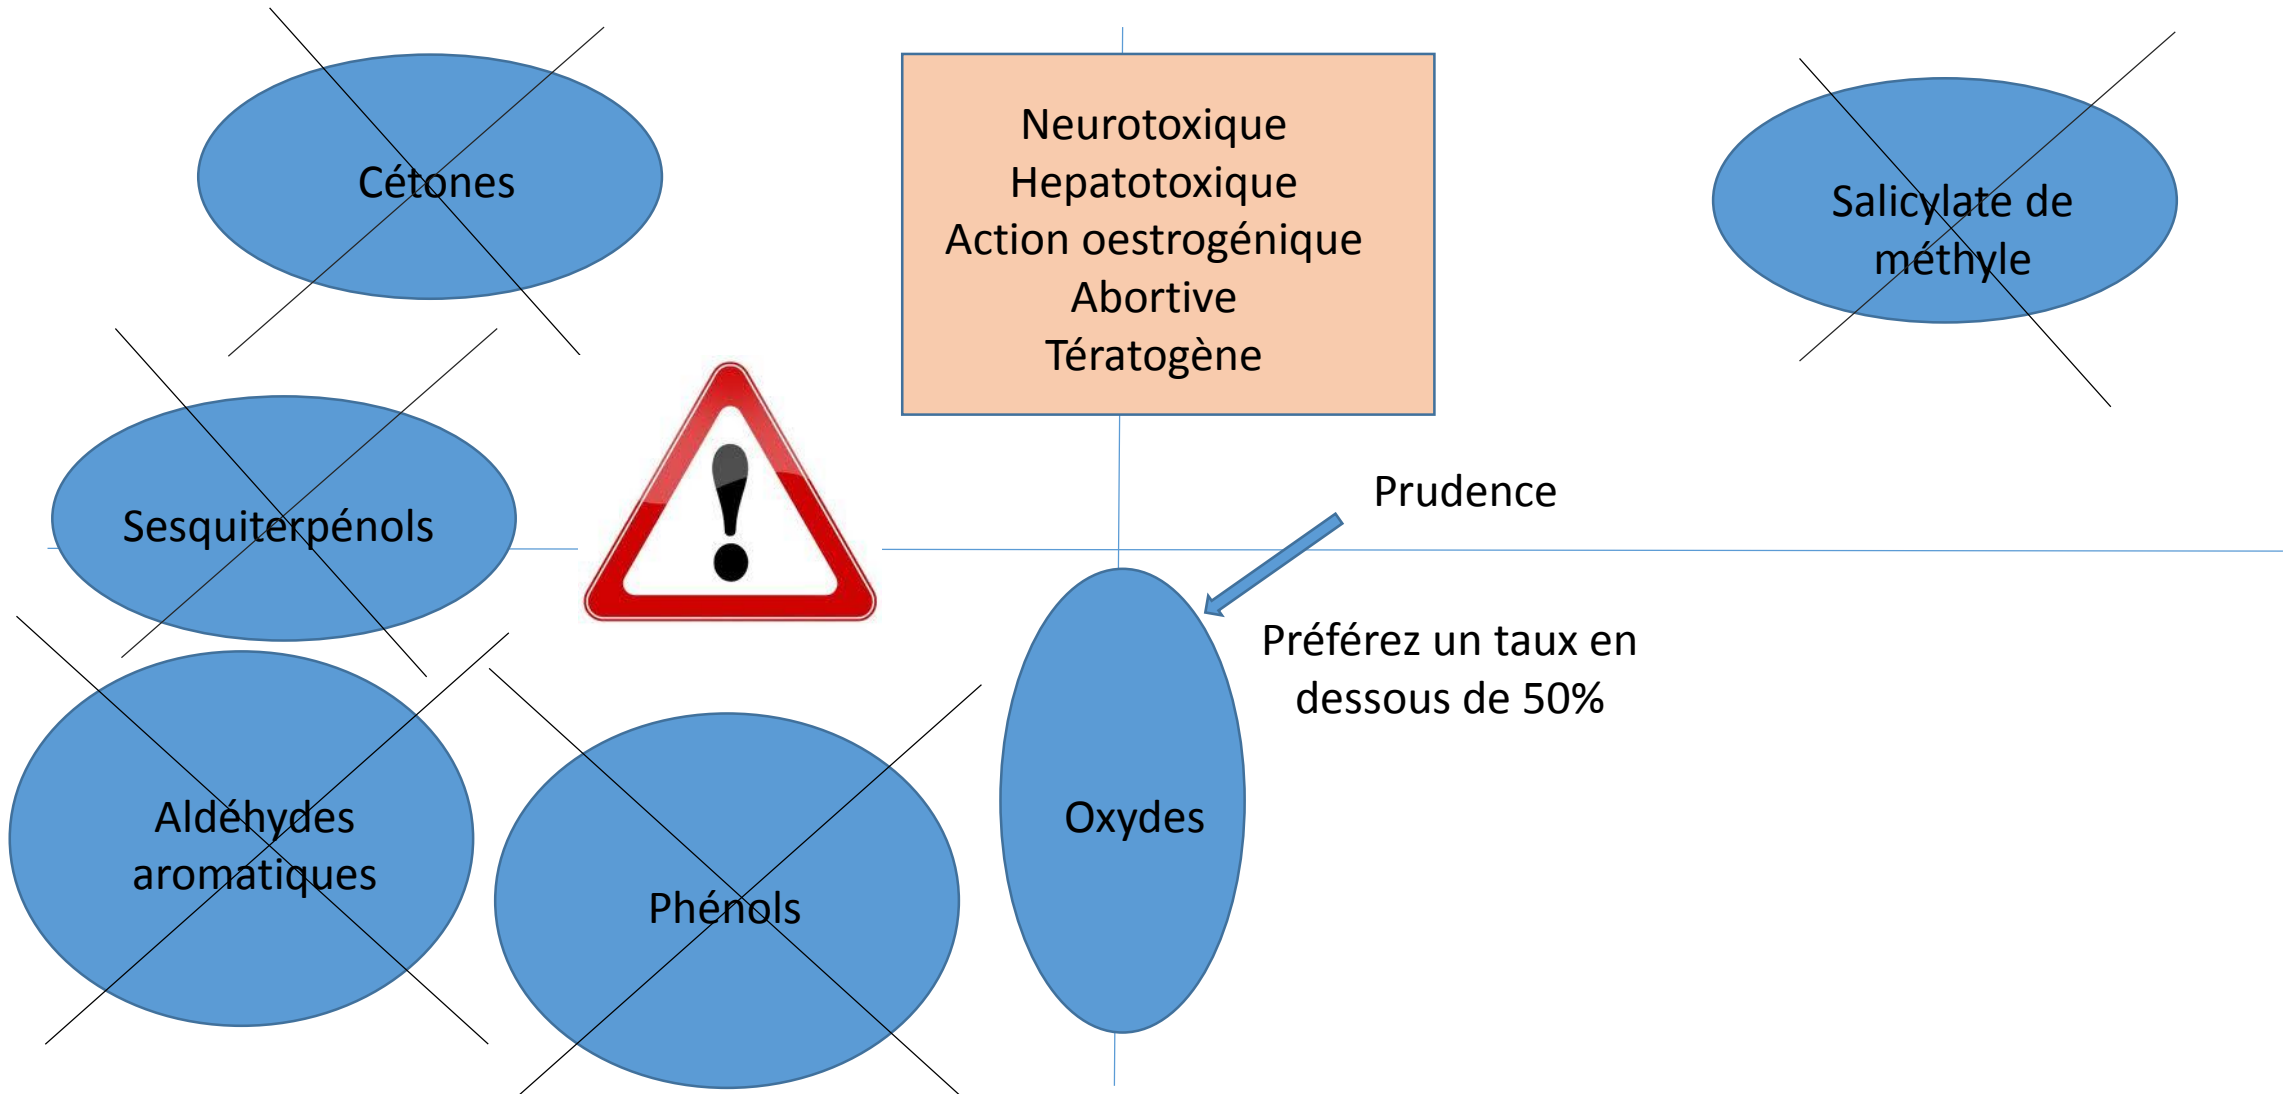 Cétones
Neurotoxique
Hepatotoxique
Action oestrogénique
Abortive
Tératogène
Salicylate de
méthyle
Sesquiterpénols
Prudence
Préférez un taux en
dessous de 50%
Aldéhydes
aromatiques
Phénols
Oxydes